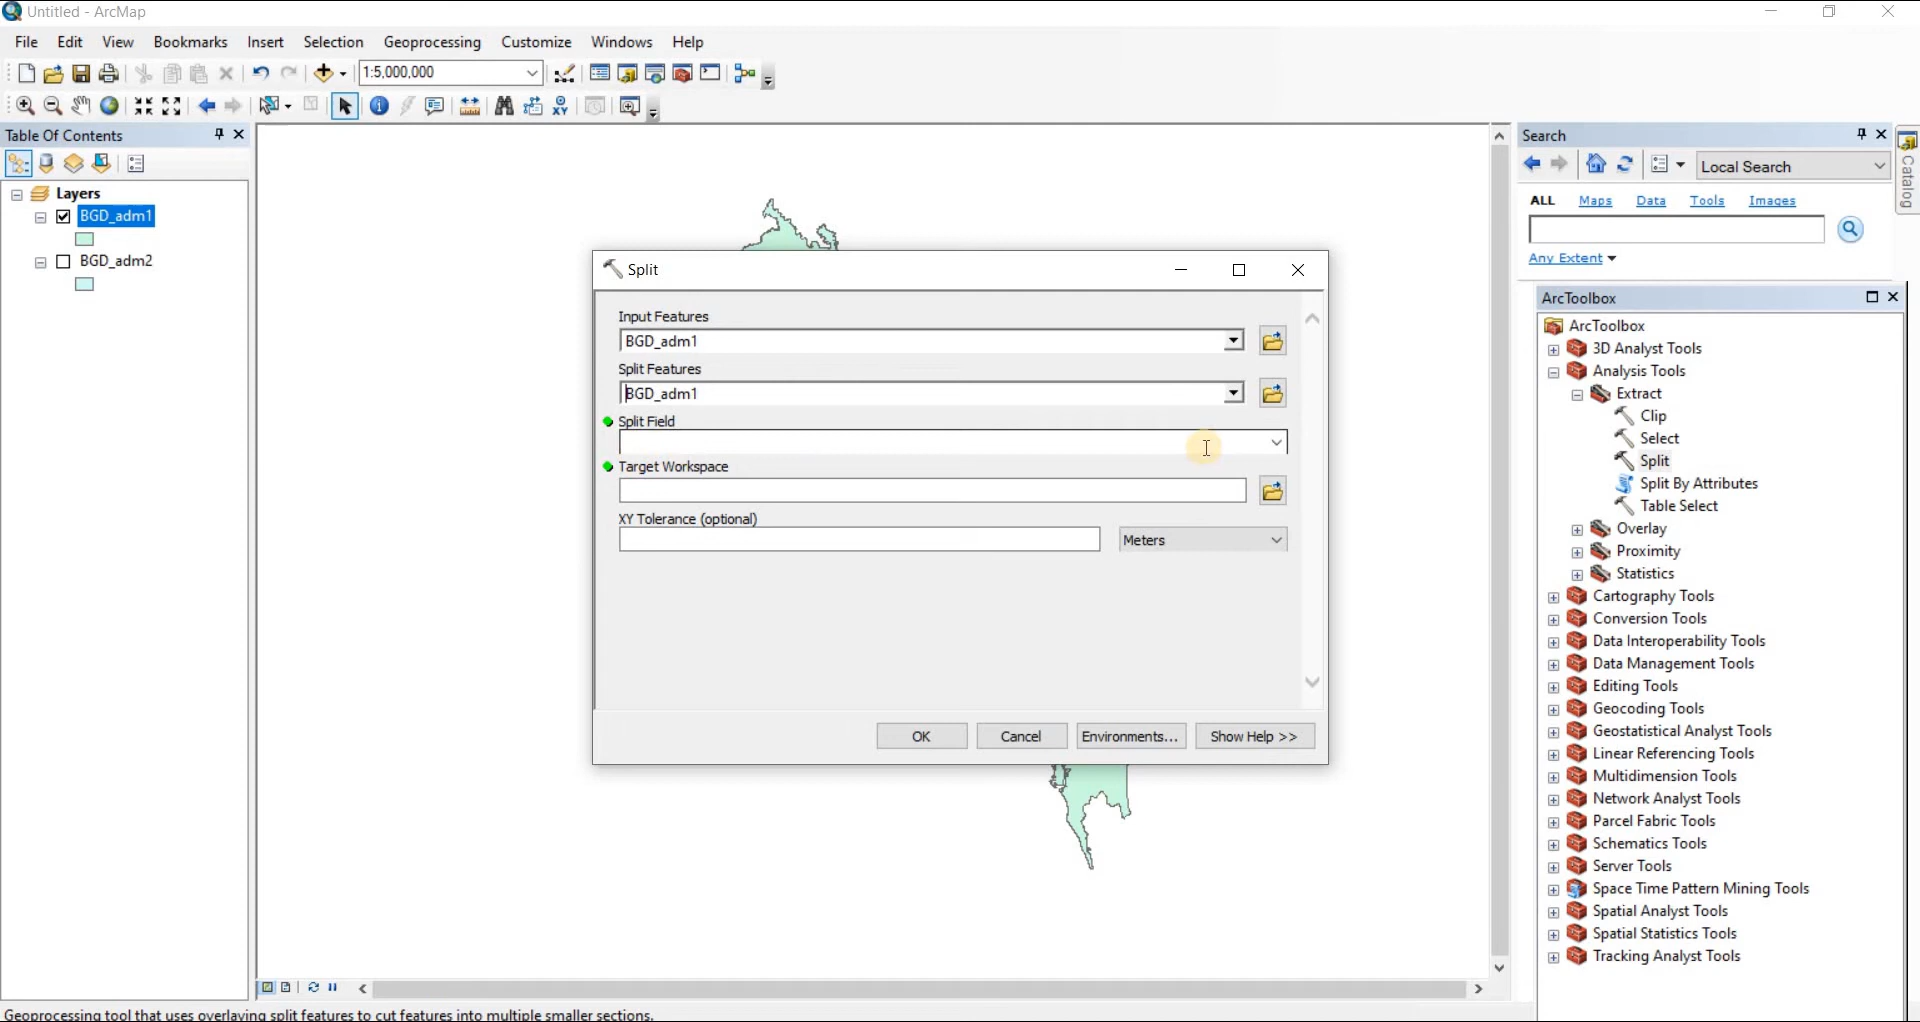 Untitled - ArcMap
File Edit View Bookmarks Insert Selection Geoprocessing Customize Windows Help
1:5,000,000
XY
Table Of Contents
Layers
BGD_adm1
BGD_adm2
Split
Input Features
BGD_adm1
Split Features
BGD_adm1
Split Field
Target Workspace
XY Tolerance (optional)
Meters
OK Cancel Environments... Show Help >>
Search
Local Search
ALL Maps Data Tools Images
Any Extent
Catalog
ArcToolbox
ArcToolbox
3D Analyst Tools
Analysis Tools
Extract
Clip
Select
Split
Split By Attributes
Table Select
Overlay
Proximity
Statistics
Cartography Tools
Conversion Tools
Data Interoperability Tools
Data Management Tools
Editing Tools
Geocoding Tools
Geostatistical Analyst Tools
Linear Referencing Tools
Multidimension Tools
Network Analyst Tools
Parcel Fabric Tools
Schematics Tools
Server Tools
Space Time Pattern Mining Tools
Spatial Analyst Tools
Spatial Statistics Tools
Tracking Analyst Tools
Geoprocessing tool that uses overlaying split features to cut features into multiple smaller sections.